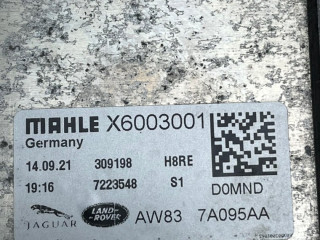 MAHLE X6003001
Germany
14.09.21 309198 H8RE
19:16 7223548 S1 D0MND
JAGUAR LAND-ROVER AW83 7A095AA